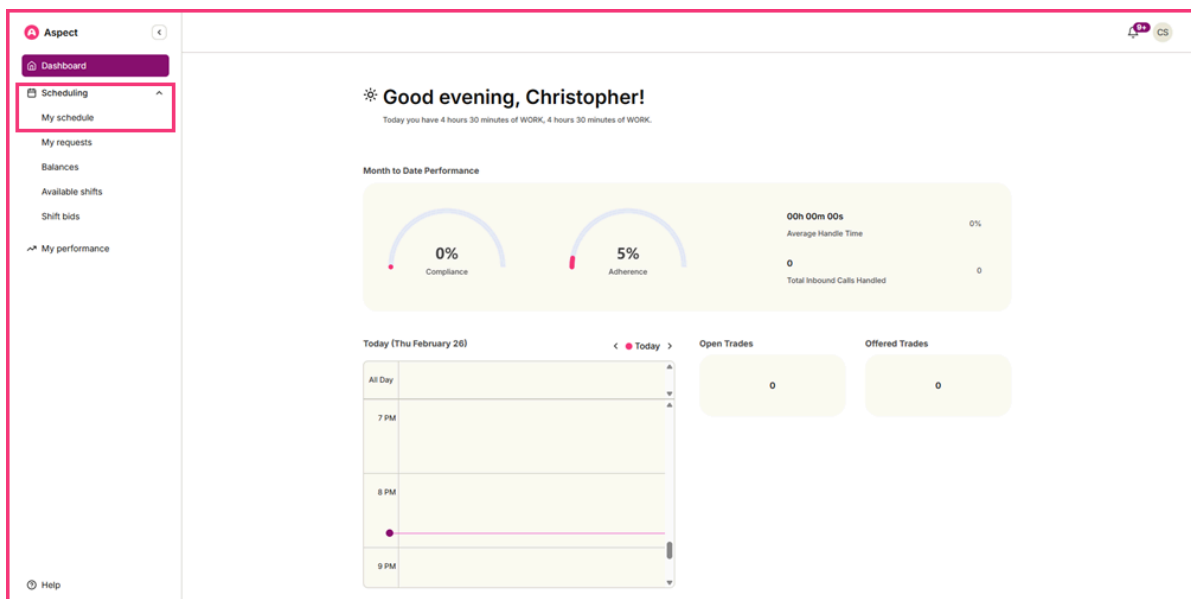 Aspect
9+
CS
Dashboard
Scheduling
My schedule
My requests
Balances
Available shifts
Shift bids
My performance
Help
Good evening, Christopher!
Today you have 4 hours 30 minutes of WORK, 4 hours 30 minutes of WORK.
Month to Date Performance
0%
Compliance
5%
Adherence
00h 00m 00s
Average Handle Time
0%
0
Total Inbound Calls Handled
0
Today (Thu February 26)
Today
All Day
7 PM
8 PM
9 PM
Open Trades
0
Offered Trades
0